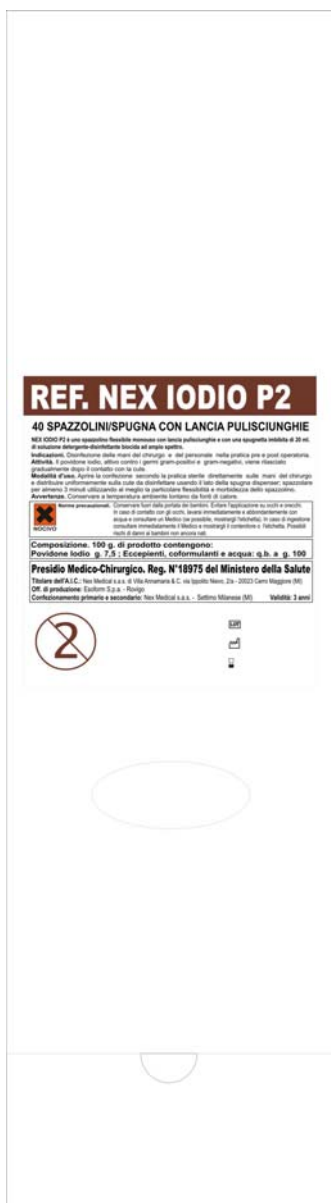 REF. NEX IODIO P2
40 SPAZZOLINI/SPUGNA CON LANCIA PULISCIUNGHIE
NEX IODIO P2 è uno spazzolino flessibile monouso con lancia pulisciunghie e con una spugnetta imbibita di 20 ml.
di soluzione detergente-disinfettante biocida ad ampio spettro.
Indicazioni. Disinfezione delle mani del chirurgo e del personale nella pratica pre e post operatoria.
Attività. Il povidone iodio, attivo contro i germi gram-positivi e gram-negativi, viene rilasciato
gradualmente dopo il contatto con la cute.
Modalità d'uso. Aprire la confezione secondo la pratica sterile direttamente sulle mani del chirurgo
e distribuire uniformemente sulla cute da disinfettare usando il lato della spugna dispenser; spazzolare
per almeno 3 minuti utilizzando al meglio la particolare flessibilità e morbidezza dello spazzolino.
Avvertenze. Conservare a temperatura ambiente lontano da fonti di calore.
NOCIVO
Norme precauzionali. Conservare fuori dalla portata dei bambini. Evitare l'applicazione su occhi e orecchi.
In caso di contatto con gli occhi, lavarsi immediatamente e abbondantemente con
acqua e consultare un Medico (se possibile, mostrargli l'etichetta). In caso di ingestione
consultare immediatamente il Medico e mostrargli il contenitore o l'etichetta. Possibili
rischi di danni ai bambini non ancora nati.
Composizione. 100 g. di prodotto contengono:
Povidone Iodio g. 7,5 ; Eccepienti, coformulanti e acqua: q.b. a g. 100
Presidio Medico-Chirurgico. Reg. N°18975 del Ministero della Salute
Titolare dell'A.I.C.: Nex Medical s.a.s. di Villa Annamaria & C. via Ippolito Nievo, 2/a - 20023 Cerro Maggiore (MI)
Off. di produzione: Esoform S.p.a. - Rovigo
Confezionamento primario e secondario: Nex Medical s.a.s. - Settimo Milanese (MI) Validità: 3 anni
2
LOT